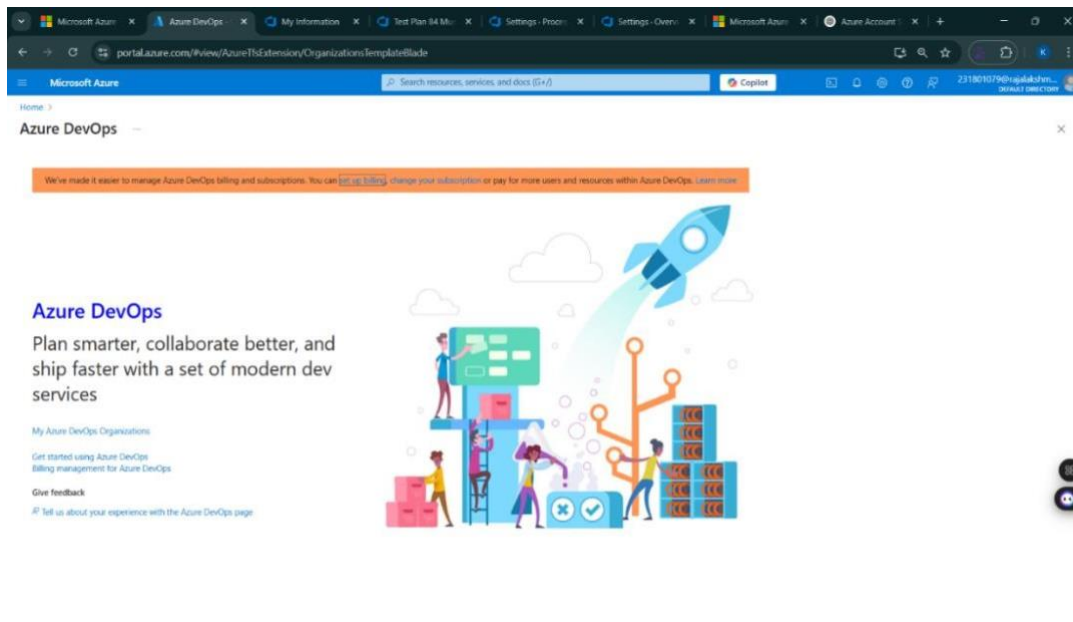 Microsoft Azure
Azure DevOps -
My Information
Test Plan 84 Mu
Settings - Proce
Settings - Overv
Microsoft Azure
Azure Account
portal.azure.com/#view/AzureTfsExtension/OrganizationsTemplateBlade
K
Microsoft Azure
Search resources, services, and docs (G+/)
Copilot
231801079@rajalakshm...
DEFAULT DIRECTORY
Home >
Azure DevOps ...
We've made it easier to manage Azure DevOps billing and subscriptions. You can set up billing, change your subscription or pay for more users and resources within Azure DevOps. Learn more
Azure DevOps
Plan smarter, collaborate better, and
ship faster with a set of modern dev
services
My Azure DevOps Organizations
Get started using Azure DevOps
Billing management for Azure DevOps
Give feedback
Tell us about your experience with the Azure DevOps page